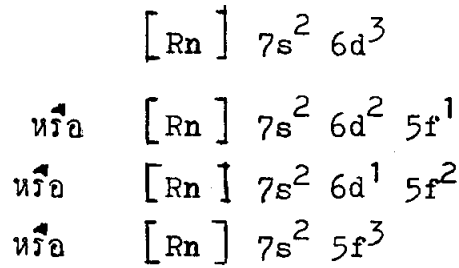 [Rn] 7s² 6d³
หรือ [Rn] 7s² 6d² 5f¹
หรือ [Rn] 7s² 6d¹ 5f²
หรือ [Rn] 7s² 5f³